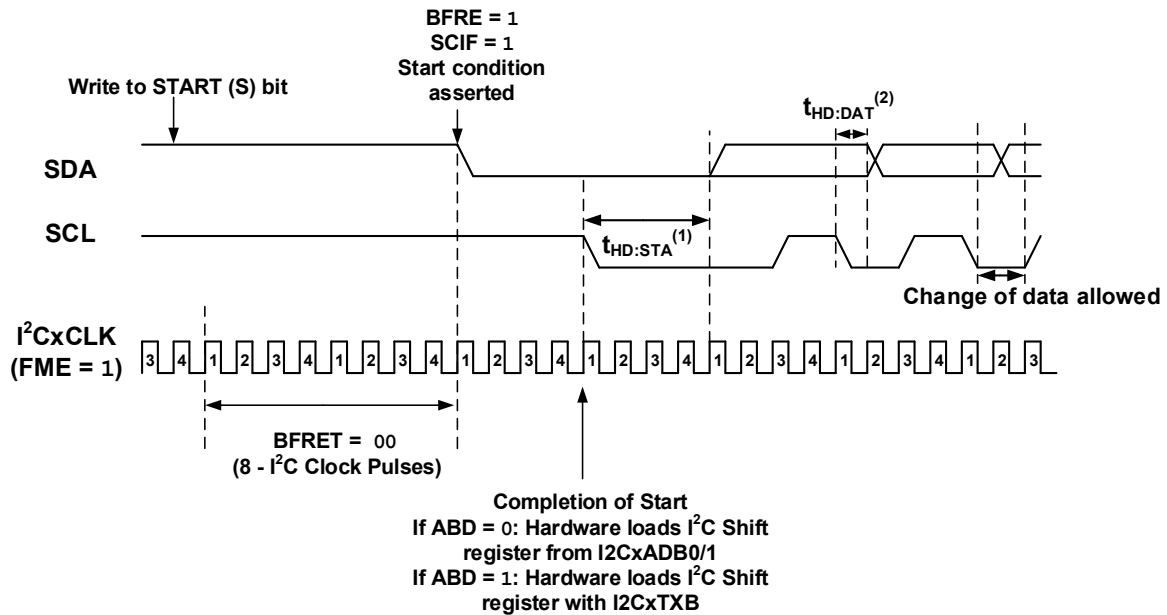 BFRE = 1
SCIF = 1
Start condition
asserted
Write to START (S) bit
tHD:DAT(2)
SDA
SCL
tHD:STA(1)
Change of data allowed
I²CxCLK
(FME = 1)
3 4 1 2 3 4 1 2 3 4 1 2 3 4 1 2 3 4 1 2 3 4 1 2 3 4 1 2 3
BFRET = 00
(8 - I²C Clock Pulses)
Completion of Start
If ABD = 0: Hardware loads I²C Shift
register from I2CxADB0/1
If ABD = 1: Hardware loads I²C Shift
register with I2CxTXB